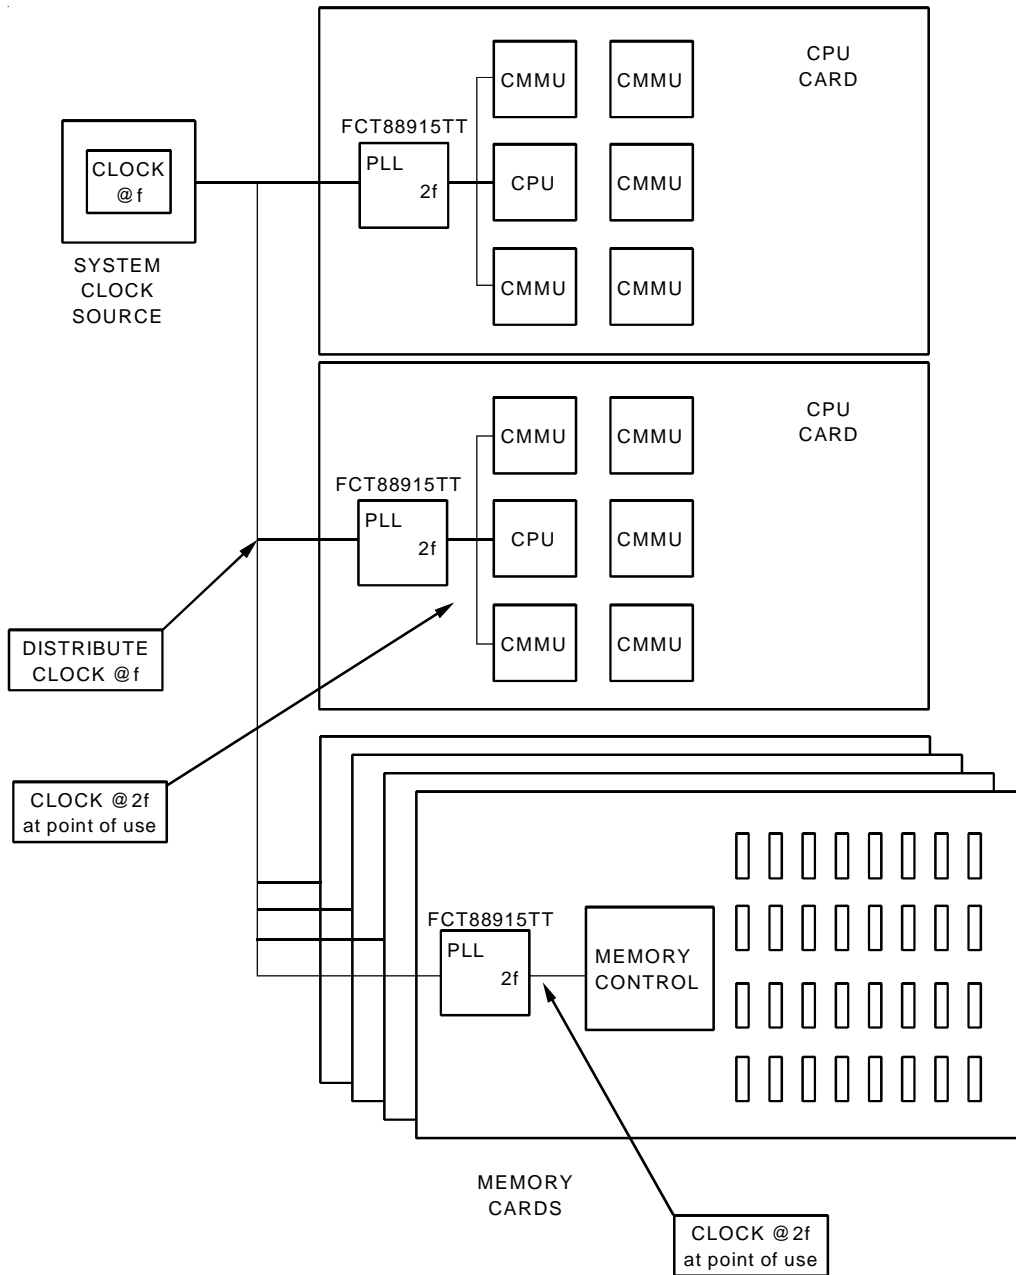 CPU
CARD
CMMU
CMMU
FCT88915TT
CLOCK
@f
PLL
2f
CPU
CMMU
SYSTEM
CLOCK
SOURCE
CMMU
CMMU
CPU
CARD
CMMU
CMMU
FCT88915TT
PLL
2f
CPU
CMMU
DISTRIBUTE
CLOCK @f
CMMU
CMMU
CLOCK @2f
at point of use
FCT88915TT
PLL
2f
MEMORY
CONTROL
MEMORY
CARDS
CLOCK @2f
at point of use